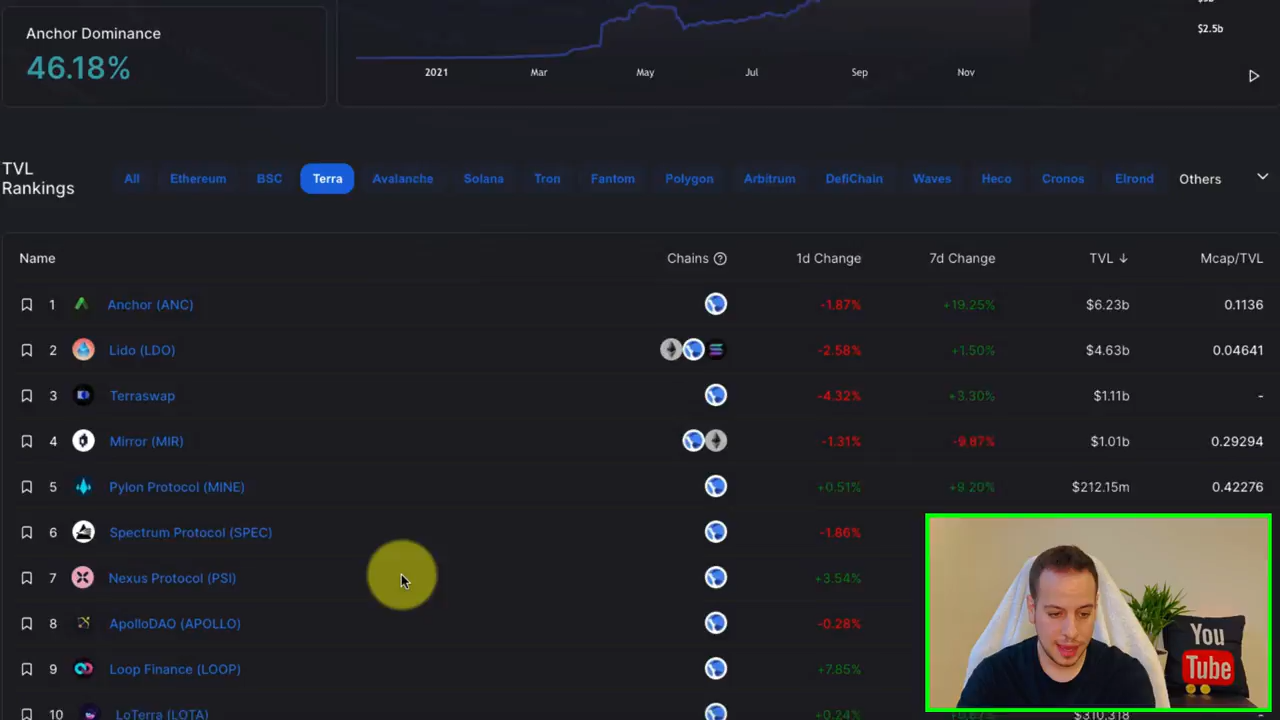 $2.5b
Anchor Dominance
46.18%
2021 Mar May Jul Sep Nov
TVL
Rankings
All Ethereum BSC Terra Avalanche Solana Tron Fantom Polygon Arbitrum DefiChain Waves Heco Cronos Elrond Others
Name Chains ? 1d Change 7d Change TVL ↓ Mcap/TVL
1 Anchor (ANC) -1.87% +19.25% $6.23b 0.1136
2 Lido (LDO) -2.58% +1.50% $4.63b 0.04641
3 Terraswap -4.32% +3.30% $1.11b -
4 Mirror (MIR) -1.31% -9.87% $1.01b 0.29294
5 Pylon Protocol (MINE) +0.51% +9.20% $212.15m 0.42276
6 Spectrum Protocol (SPEC) -1.86%
7 Nexus Protocol (PSI) +3.54%
8 ApolloDAO (APOLLO) -0.28%
9 Loop Finance (LOOP) +7.85%
10 LoTerra (LOTA) +0.24%
You
Tube